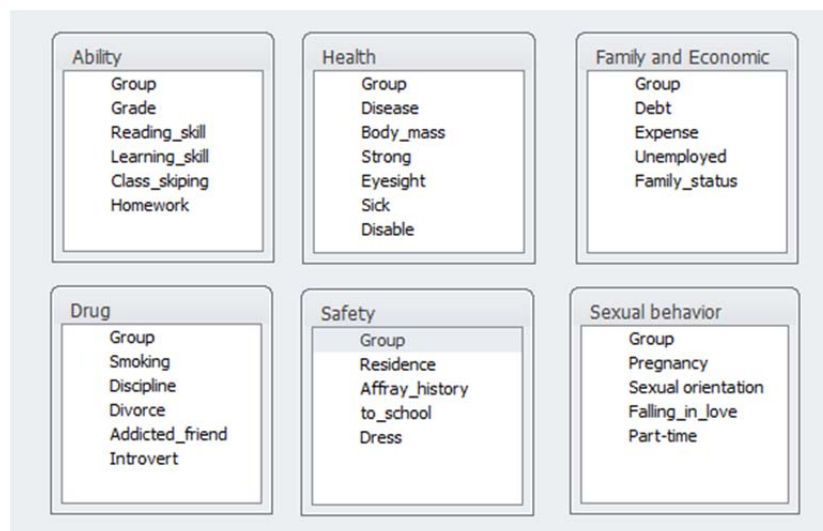 Ability
Group
Grade
Reading_skill
Learning_skill
Class_skiping
Homework
Health
Group
Disease
Body_mass
Strong
Eyesight
Sick
Disable
Family and Economic
Group
Debt
Expense
Unemployed
Family_status
Drug
Group
Smoking
Discipline
Divorce
Addicted_friend
Introvert
Safety
Group
Residence
Affray_history
to_school
Dress
Sexual behavior
Group
Pregnancy
Sexual orientation
Falling_in_love
Part-time